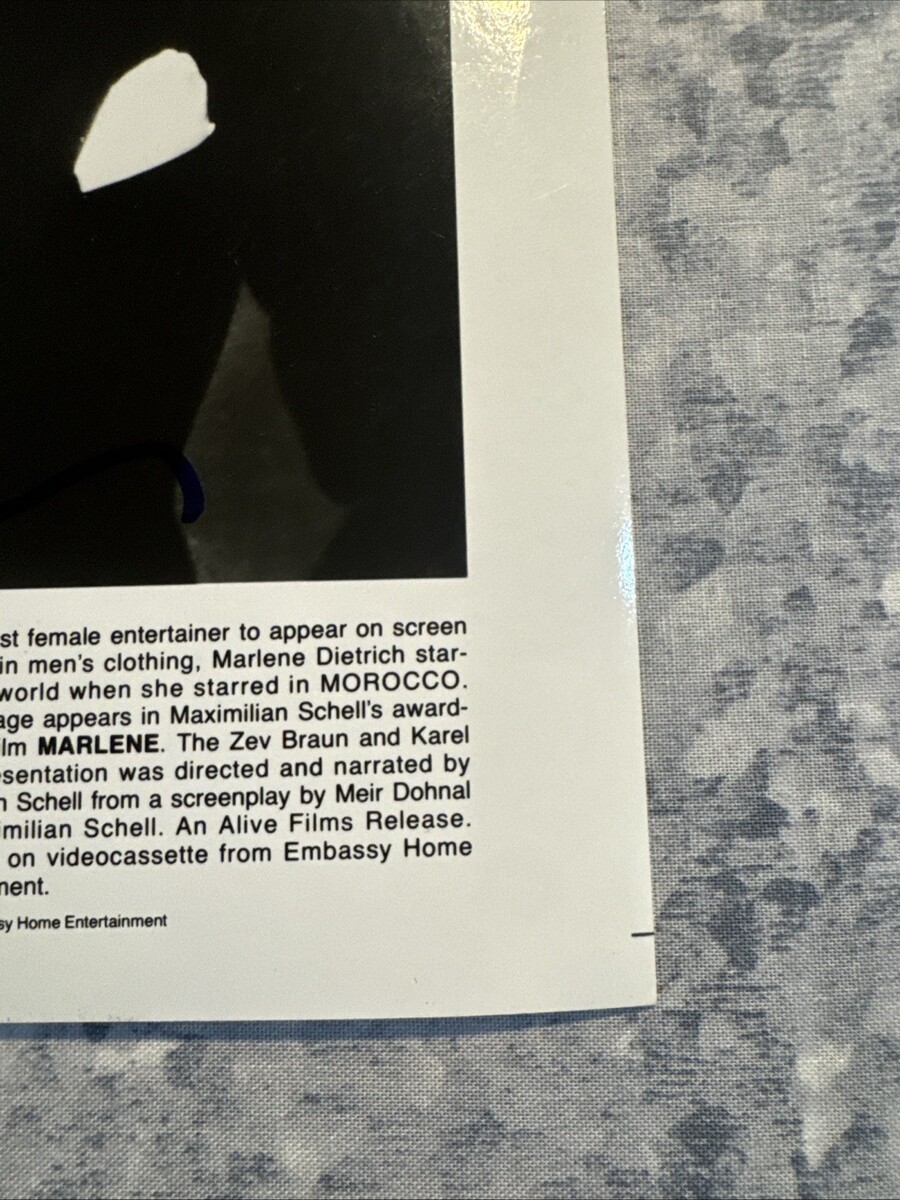 st female entertainer to appear on screen
in men's clothing, Marlene Dietrich star-
world when she starred in MOROCCO.
age appears in Maximilian Schell's award-
lm MARLENE. The Zev Braun and Karel
esentation was directed and narrated by
n Schell from a screenplay by Meir Dohnal
imilian Schell. An Alive Films Release.
on videocassette from Embassy Home
ment.
sy Home Entertainment